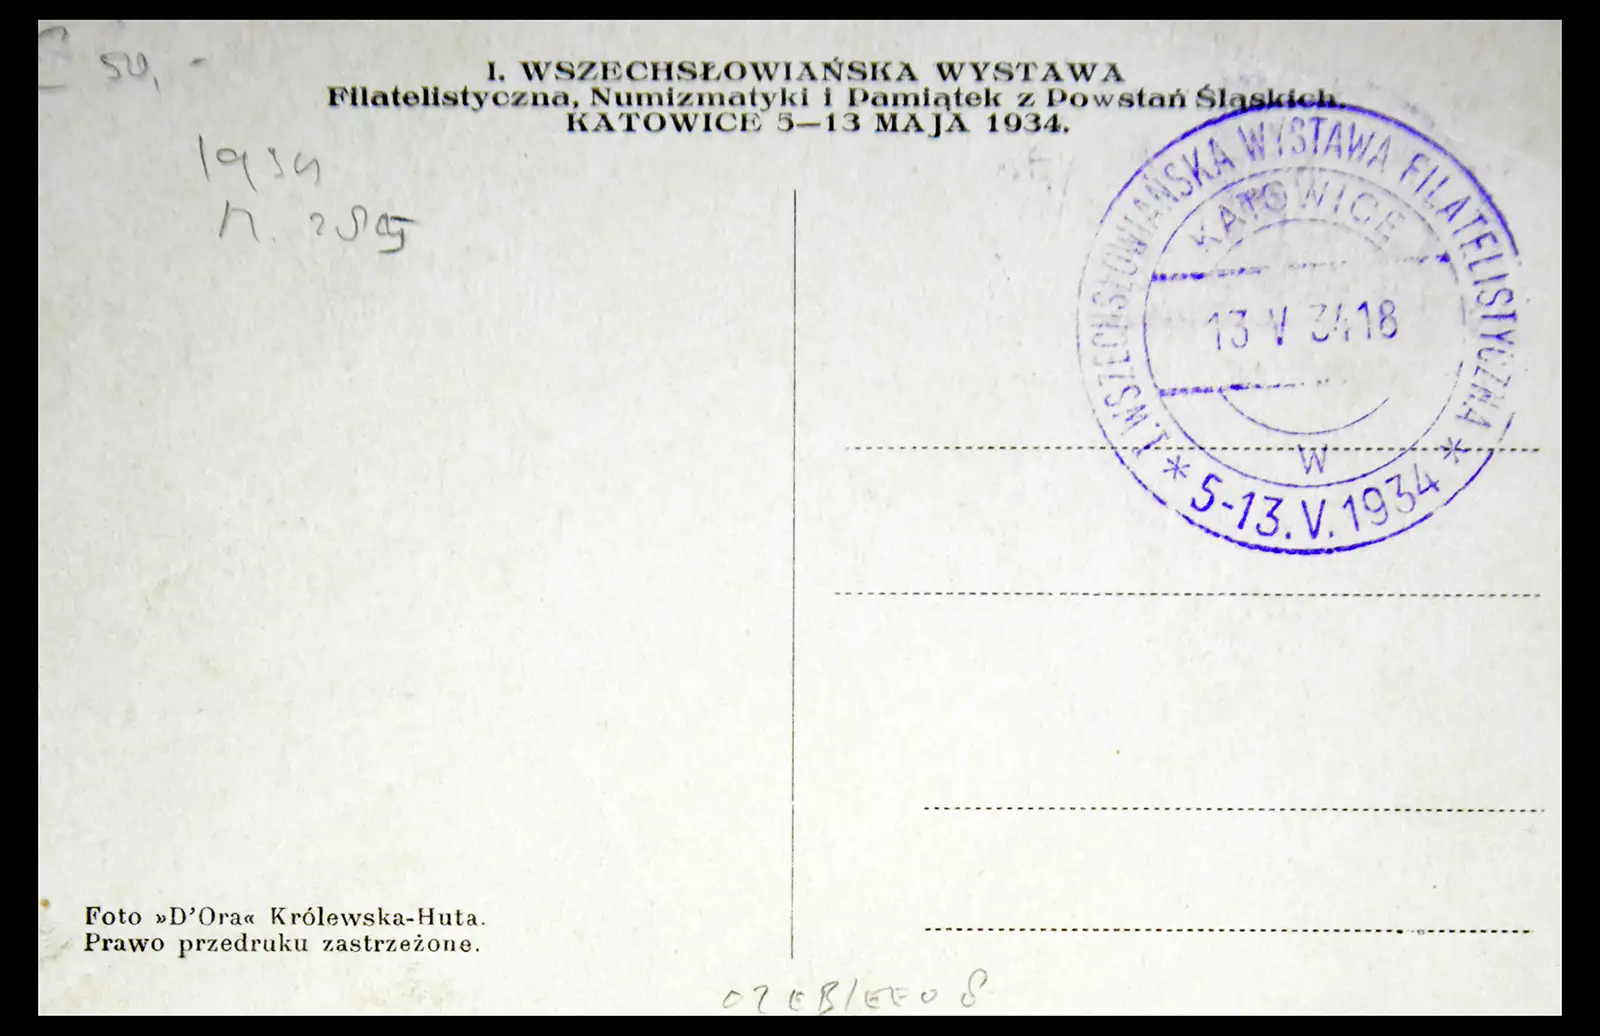 50,-
I. WSZECHSŁOWIAŃSKA WYSTAWA
Filatelistyczna, Numizmatyki i Pamiątek z Powstań Śląskich.
KATOWICE 5—13 MAJA 1934.
1934
I. WSZECHSŁOWIAŃSKA WYSTAWA FILATELISTYCZNA
KATOWICE
13 V 34 18
W
* 5-13. V. 1934 *
Foto »D’Ora« Królewska-Huta.
Prawo przedruku zastrzeżone.